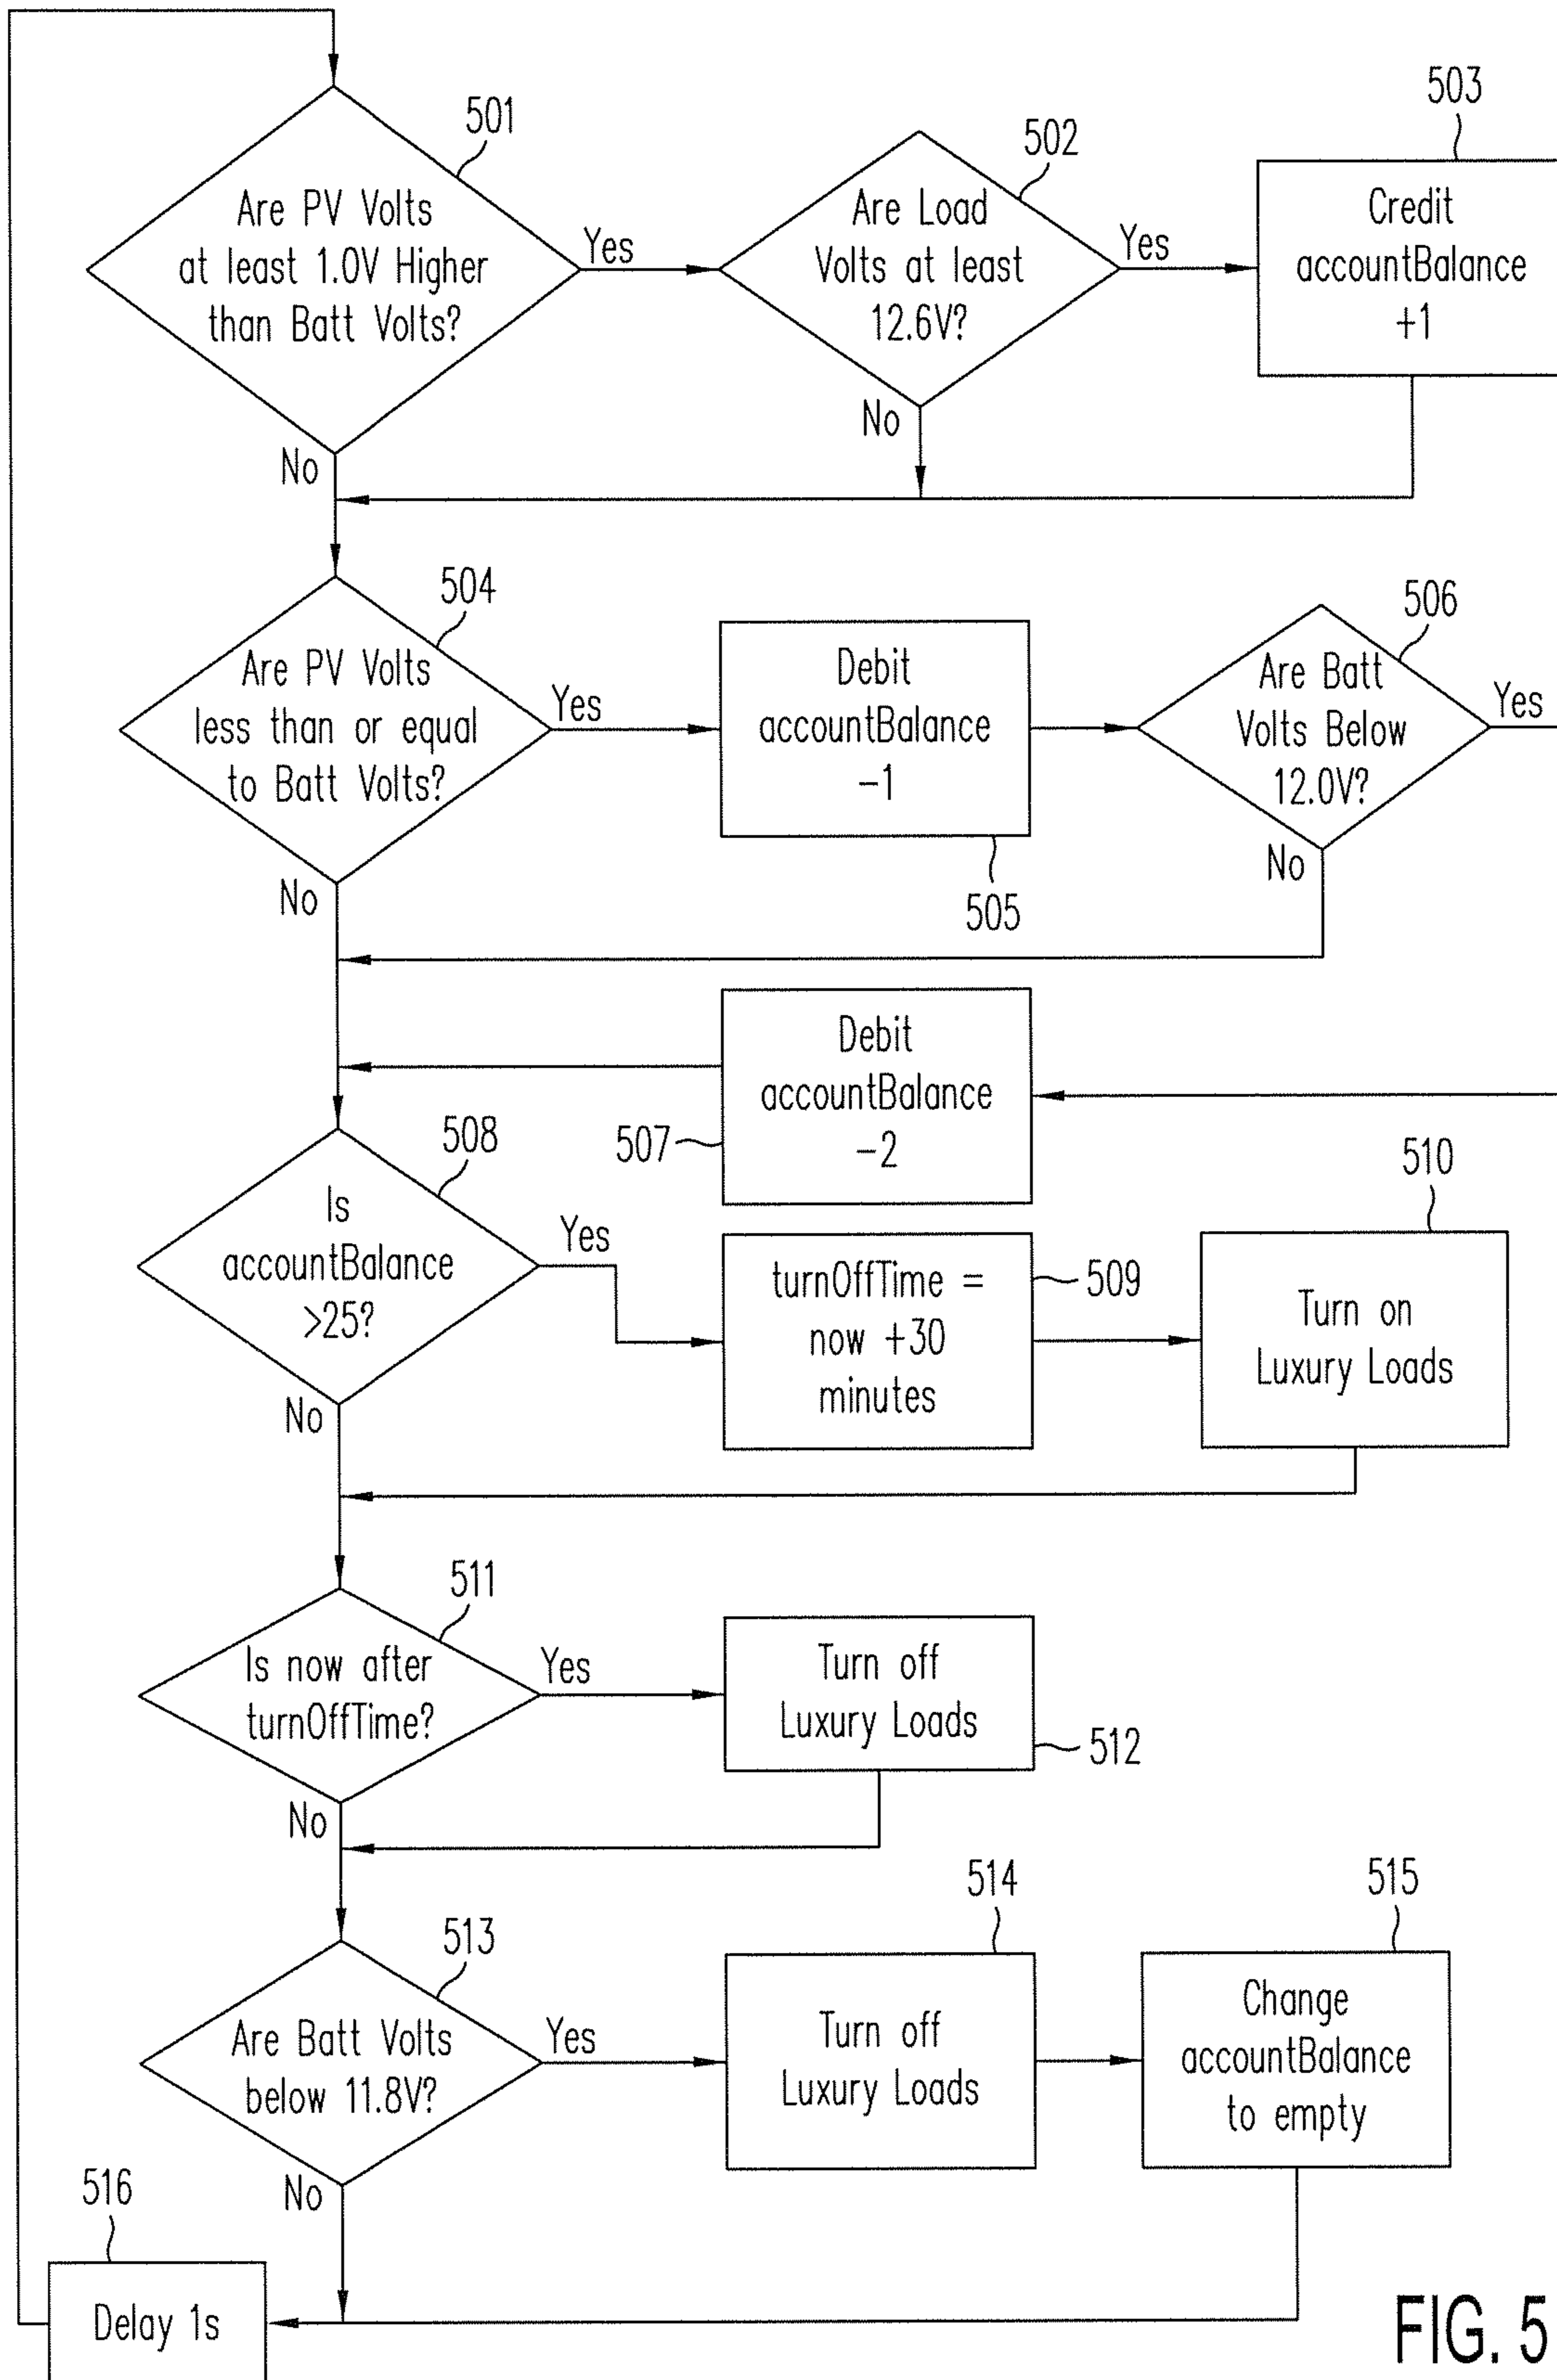 501
Are PV Volts
at least 1.0V Higher
than Batt Volts?
Yes
No
502
Are Load
Volts at least
12.6V?
Yes
No
503
Credit
accountBalance
+1
504
Are PV Volts
less than or equal
to Batt Volts?
Yes
No
Debit
accountBalance
-1
505
506
Are Batt
Volts Below
12.0V?
Yes
No
Debit
accountBalance
-2
507
508
Is
accountBalance
>25?
Yes
No
turnOffTime =
now +30
minutes
509
510
Turn on
Luxury Loads
511
Is now after
turnOffTime?
Yes
No
Turn off
Luxury Loads
512
513
Are Batt Volts
below 11.8V?
Yes
No
514
Turn off
Luxury Loads
515
Change
accountBalance
to empty
516
Delay 1s
FIG. 5